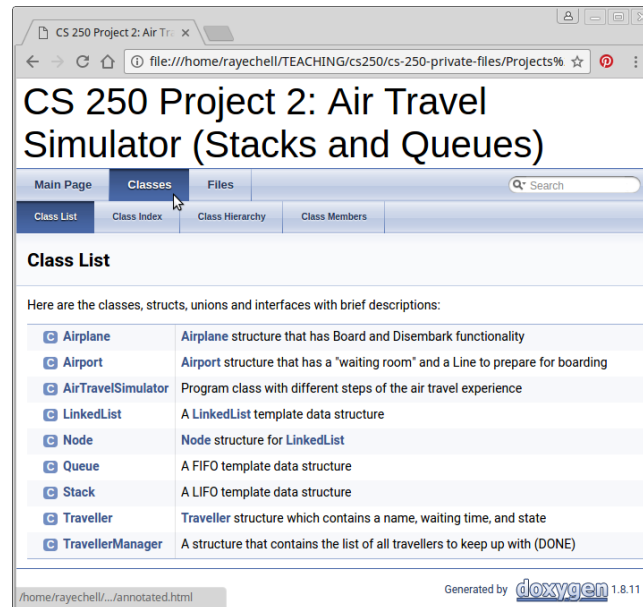 CS 250 Project 2: Air Tr
file:///home/rayechell/TEACHING/cs250/cs-250-private-files/Projects%
CS 250 Project 2: Air Travel
Simulator (Stacks and Queues)
Main Page Classes Files Search
Class List Class Index Class Hierarchy Class Members
Class List
Here are the classes, structs, unions and interfaces with brief descriptions:
C Airplane Airplane structure that has Board and Disembark functionality
C Airport Airport structure that has a "waiting room" and a Line to prepare for boarding
C AirTravelSimulator Program class with different steps of the air travel experience
C LinkedList A LinkedList template data structure
C Node Node structure for LinkedList
C Queue A FIFO template data structure
C Stack A LIFO template data structure
C Traveller Traveller structure which contains a name, waiting time, and state
C TravellerManager A structure that contains the list of all travellers to keep up with (DONE)
Generated by doxygen 1.8.11
/home/rayechell/.../annotated.html